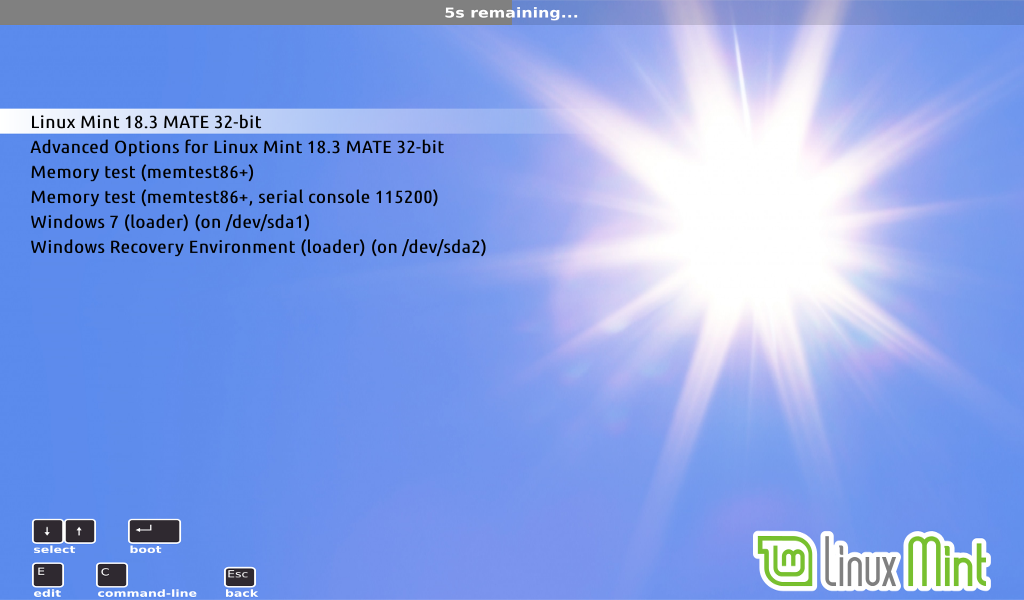 5s remaining...
Linux Mint 18.3 MATE 32-bit
Advanced Options for Linux Mint 18.3 MATE 32-bit
Memory test (memtest86+)
Memory test (memtest86+, serial console 115200)
Windows 7 (loader) (on /dev/sda1)
Windows Recovery Environment (loader) (on /dev/sda2)
↓ ↑
select boot
E C Esc
edit command-line back
Linux Mint